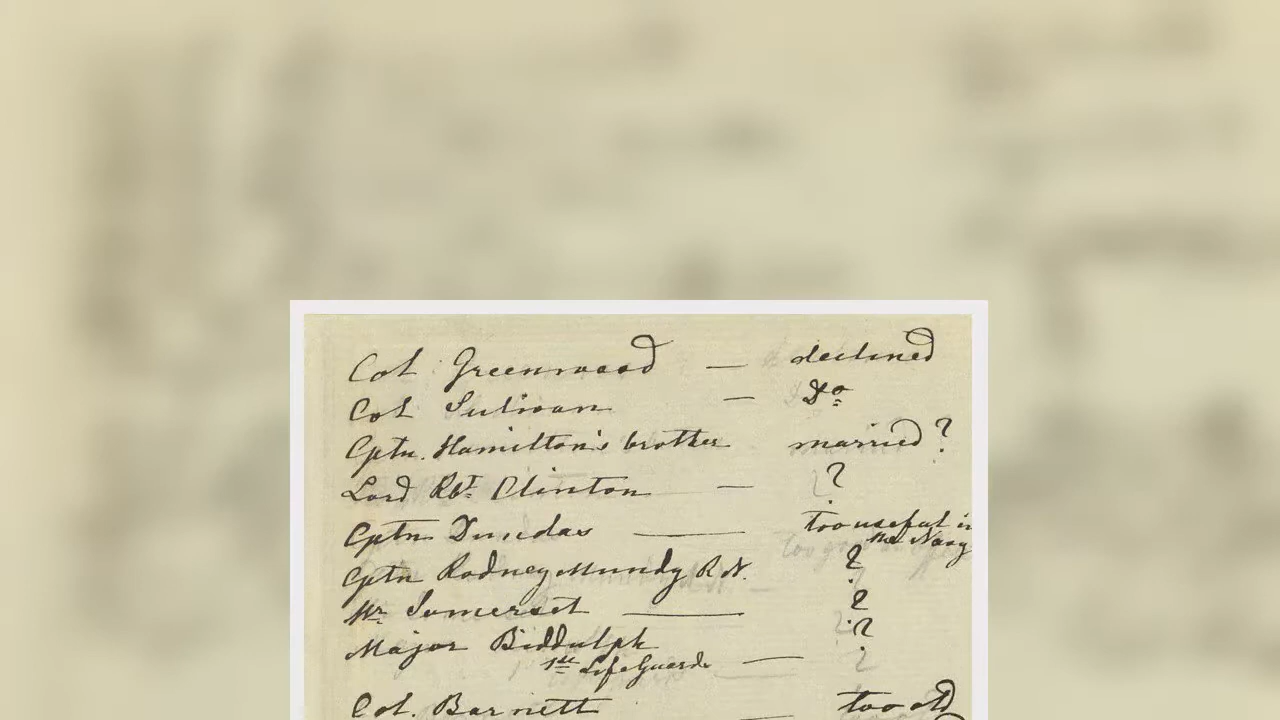 Col Greenwood — declined
Col Sulivan — Do
Cptn. Hamilton's brother married?
Lord Rbt. Clinton — ?
Cptn Dundas — too useful in
the Navy
Cptn Rodney Mundy R.N. ?
Mr Somerset — ?
Major Biddulph ?
1st Life Guards —
Col. Barnett — too old